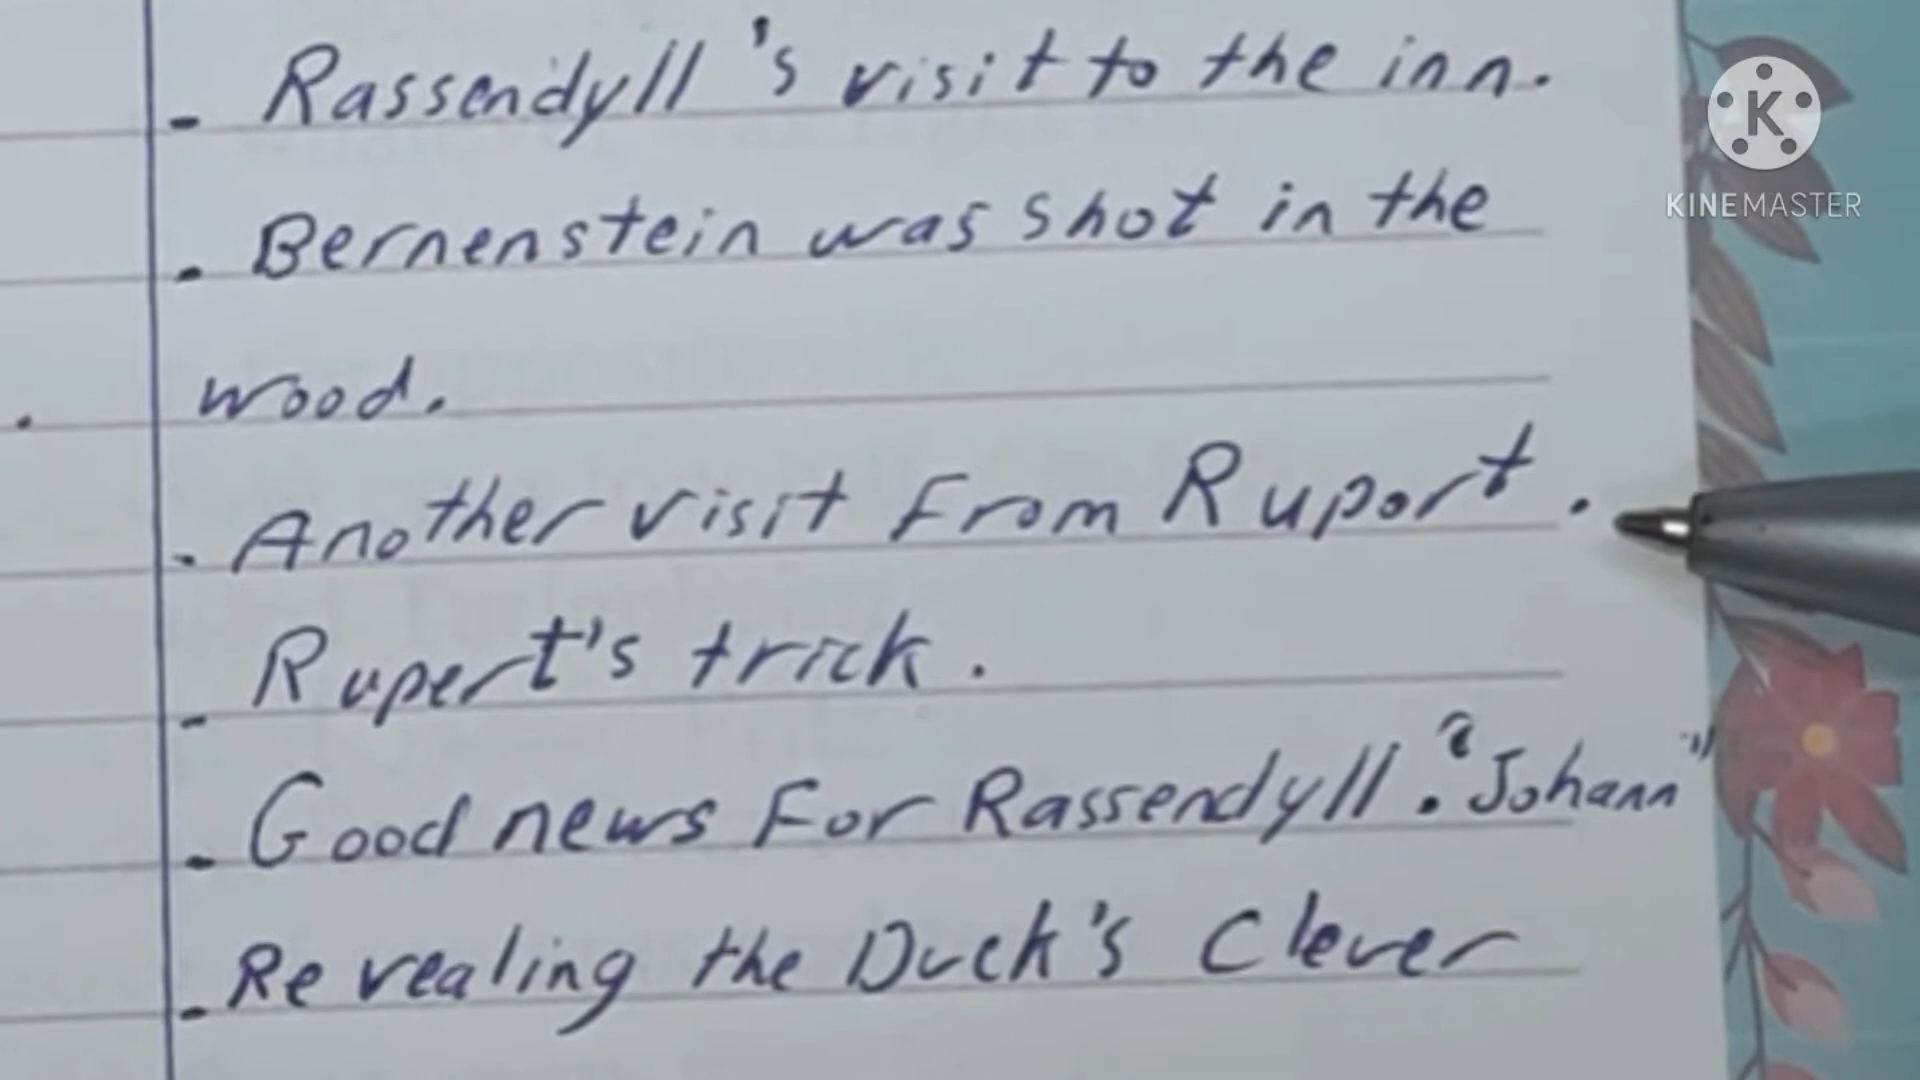 - Rassendyll's visit to the inn.
- Bernenstein was shot in the
wood.
- Another visit From Ruport.
- Rupert's trick.
- Good news For Rassendyll. "Johann"
- Revealing the Duck's Clever
K
KINEMASTER